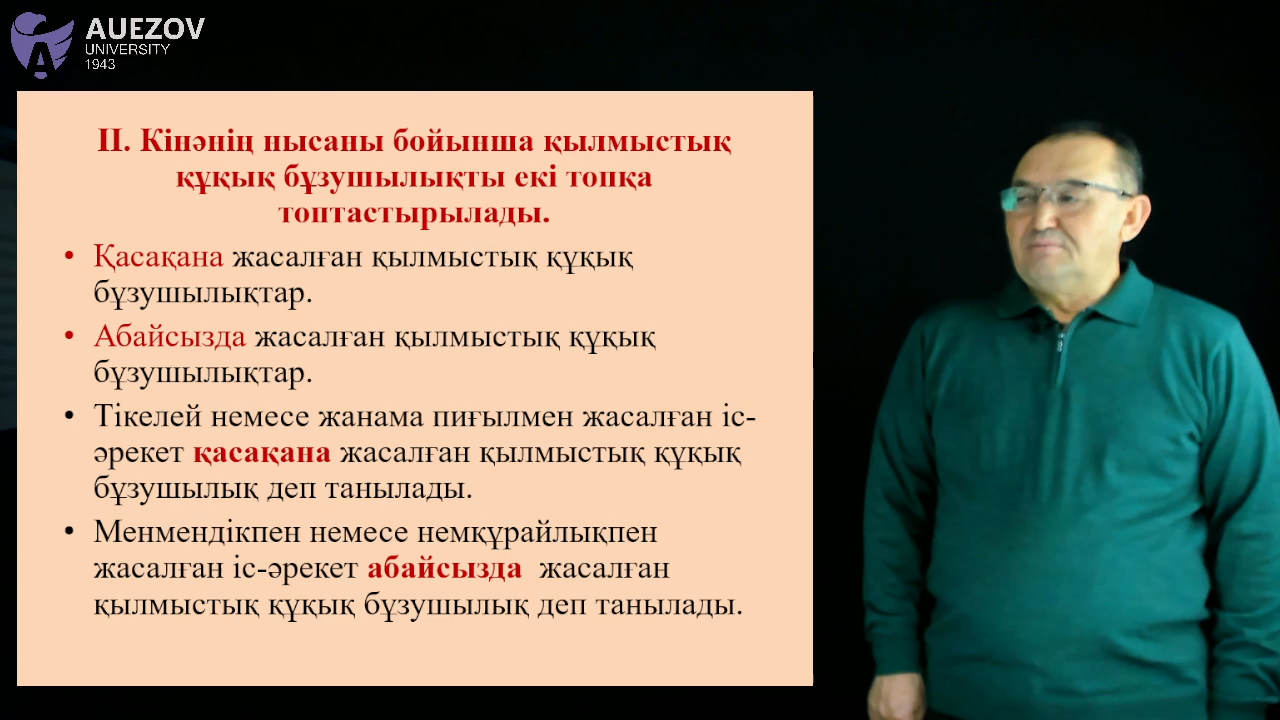 AUEZOV
UNIVERSITY
1943
II. Кінәнің нысаны бойынша қылмыстық
құқық бұзушылықты екі топқа
топтастырылады.
• Қасақана жасалған қылмыстық құқық
бұзушылықтар.
• Абайсызда жасалған қылмыстық құқық
бұзушылықтар.
• Тікелей немесе жанама пиғылмен жасалған іс-
әрекет қасақана жасалған қылмыстық құқық
бұзушылық деп танылады.
• Менмендікпен немесе немқұрайлықпен
жасалған іс-әрекет абайсызда жасалған
қылмыстық құқық бұзушылық деп танылады.